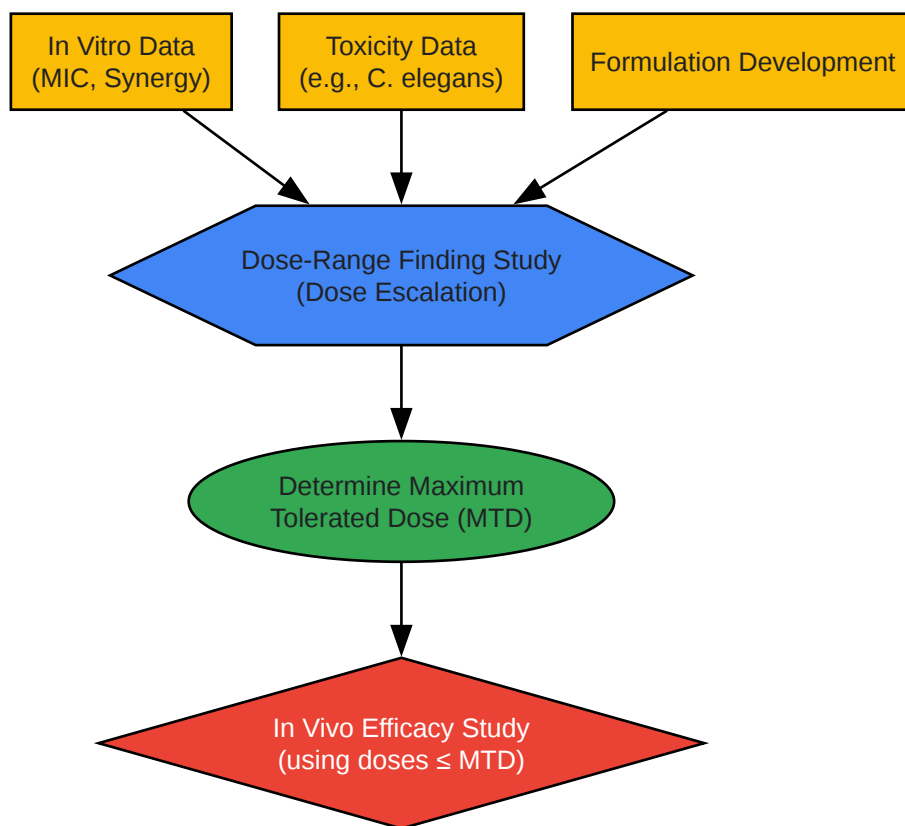 In Vitro Data
(MIC, Synergy)
Toxicity Data
(e.g., C. elegans)
Formulation Development
Dose-Range Finding Study
(Dose Escalation)
Determine Maximum
Tolerated Dose (MTD)
In Vivo Efficacy Study
(using doses ≤ MTD)